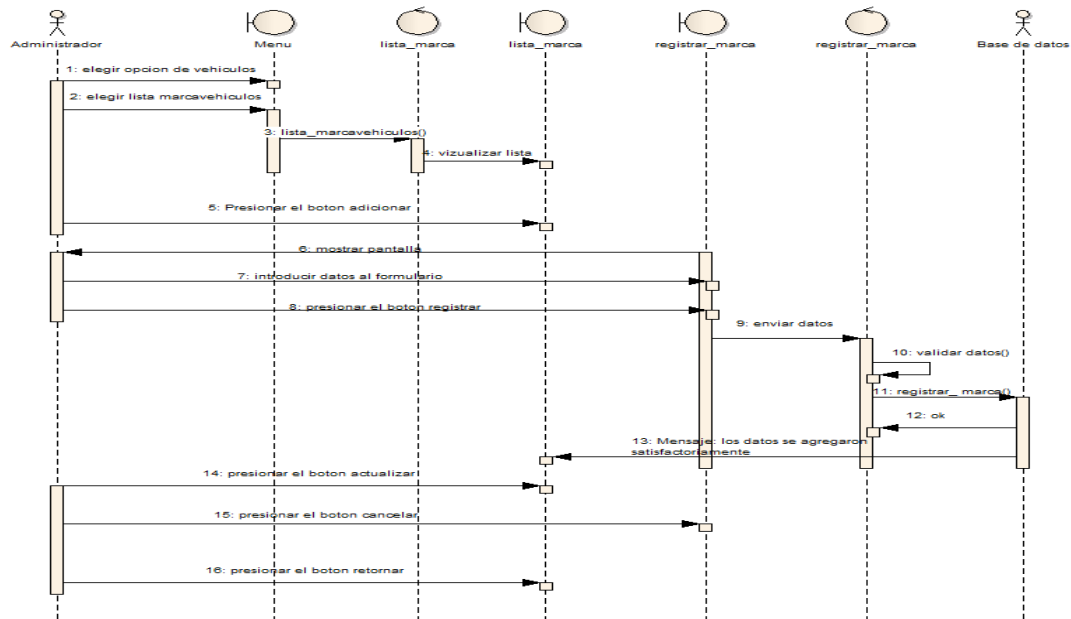 Administrador
Menu
lista_marca
lista_marca
registrar_marca
registrar_marca
Base de datos
1: elegir opcion de vehiculos
2: elegir lista marcavehiculos
3: lista_marcavehiculos()
4: vizualizar lista
5: Presionar el boton adicionar
6: mostrar pantalla
7: introducir datos al formulario
8: presionar el boton registrar
9: enviar datos
10: validar datos()
11: registrar_ marca()
12: ok
13: Mensaje: los datos se agregaron
satisfactoriamente
14: presionar el boton actualizar
15: presionar el boton cancelar
16: presionar el boton retornar